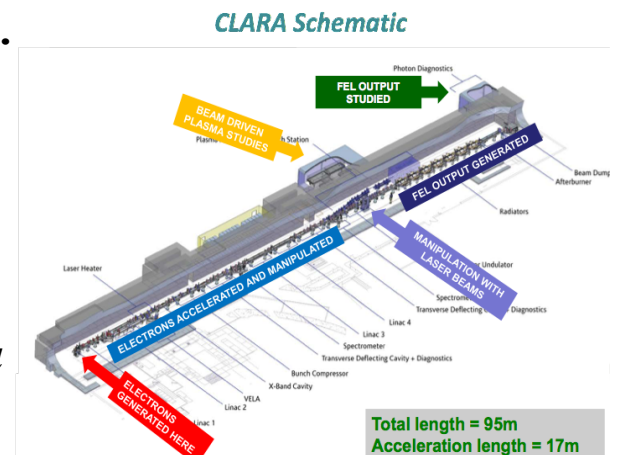 CLARA Schematic
Photon Diagnostics
FEL OUTPUT
STUDIED
BEAM DRIVEN
PLASMA STUDIES
Station
FEL OUTPUT GENERATED
Beam Dump
Afterburner
Radiators
MANIPULATION WITH
LASER BEAMS
Undulator
Laser Heater
ELECTRONS ACCELERATED AND MANIPULATED
Transverse Deflecting
Diagnostics
Linac 4
Linac 3
Spectrometer
Transverse Deflecting Cavity + Diagnostics
Bunch Compressor
X-Band Cavity
VELA
Linac 2
Linac 1
ELECTRONS
GENERATED HERE
Total length = 95m
Acceleration length = 17m